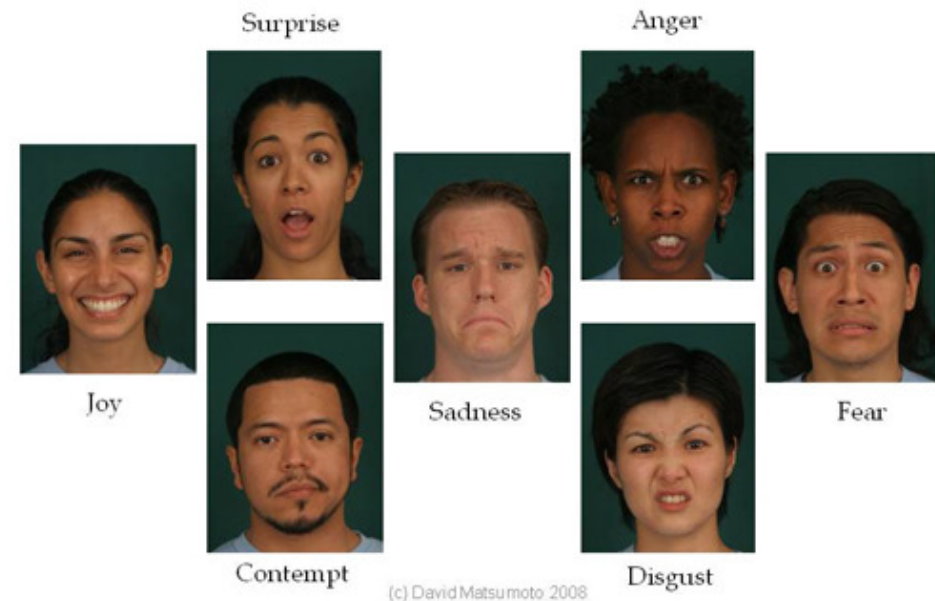 Surprise
Anger
Joy
Sadness
Fear
Contempt
Disgust
(c) David Matsumoto 2008